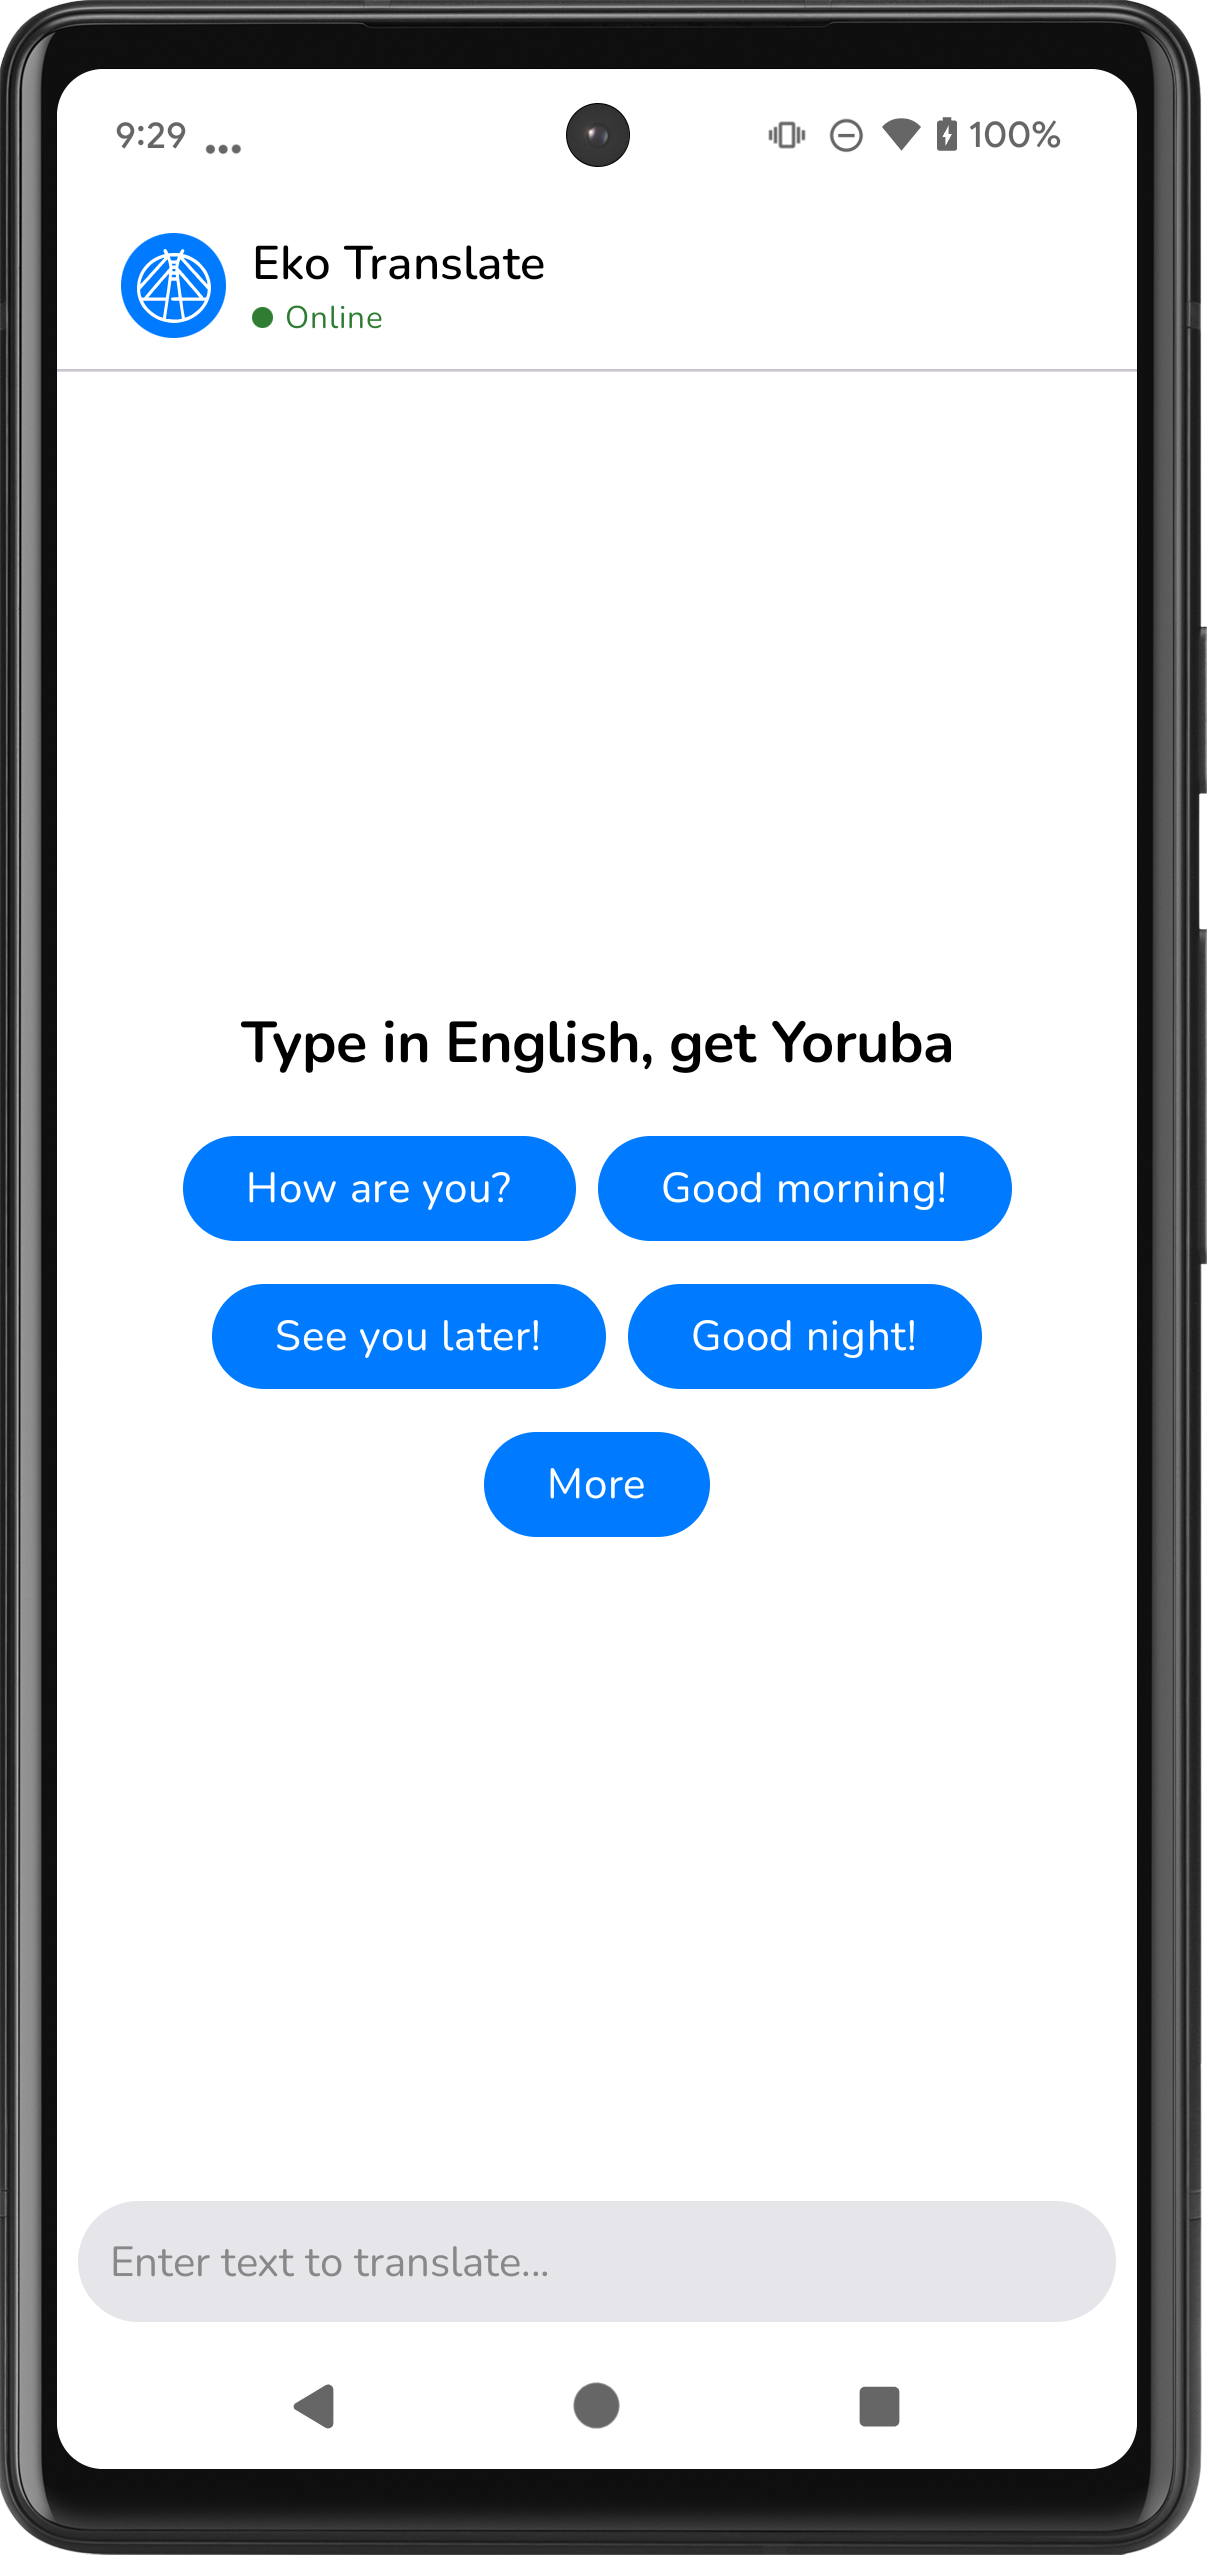 9:29 ... 100%
Eko Translate
Online
Type in English, get Yoruba
How are you? Good morning!
See you later! Good night!
More
Enter text to translate...